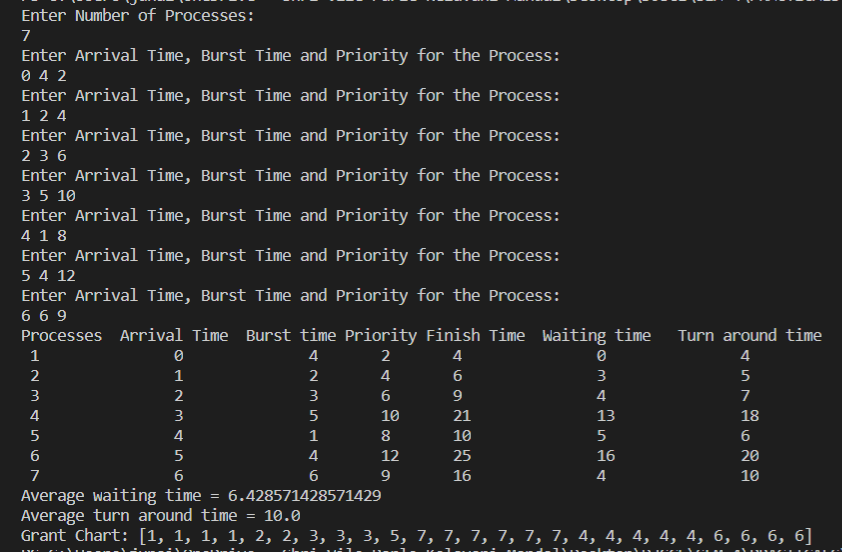 Enter Number of Processes:
7
Enter Arrival Time, Burst Time and Priority for the Process:
0 4 2
Enter Arrival Time, Burst Time and Priority for the Process:
1 2 4
Enter Arrival Time, Burst Time and Priority for the Process:
2 3 6
Enter Arrival Time, Burst Time and Priority for the Process:
3 5 10
Enter Arrival Time, Burst Time and Priority for the Process:
4 1 8
Enter Arrival Time, Burst Time and Priority for the Process:
5 4 12
Enter Arrival Time, Burst Time and Priority for the Process:
6 6 9
Processes Arrival Time Burst time Priority Finish Time Waiting time Turn around time
1 0 4 2 4 0 4
2 1 2 4 6 3 5
3 2 3 6 9 4 7
4 3 5 10 21 13 18
5 4 1 8 10 5 6
6 5 4 12 25 16 20
7 6 6 9 16 4 10
Average waiting time = 6.428571428571429
Average turn around time = 10.0
Grant Chart: [1, 1, 1, 1, 2, 2, 3, 3, 3, 5, 7, 7, 7, 7, 7, 7, 4, 4, 4, 4, 4, 6, 6, 6, 6]